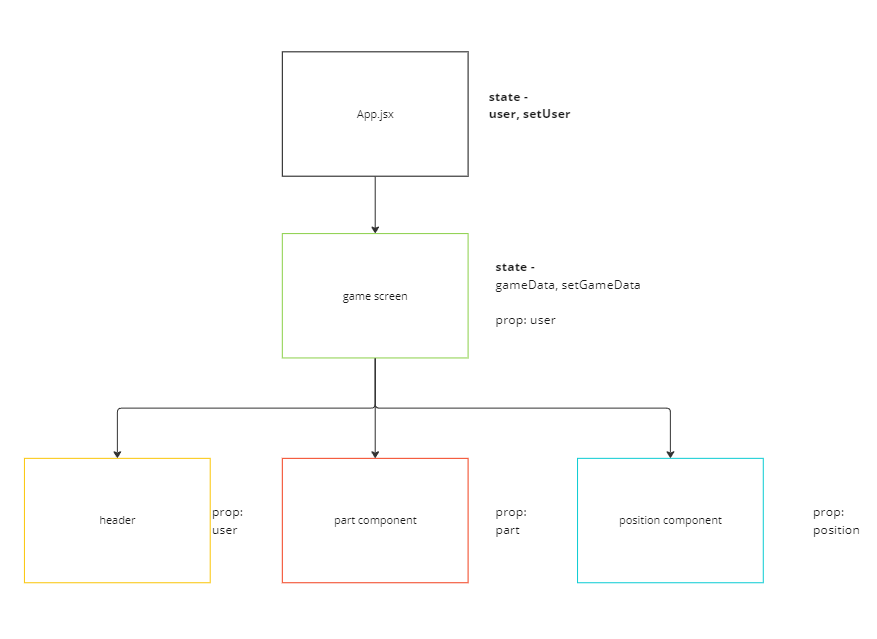 App.jsx
state -
user, setUser
game screen
state -
gameData, setGameData
prop: user
header
prop:
user
part component
prop:
part
position component
prop:
position